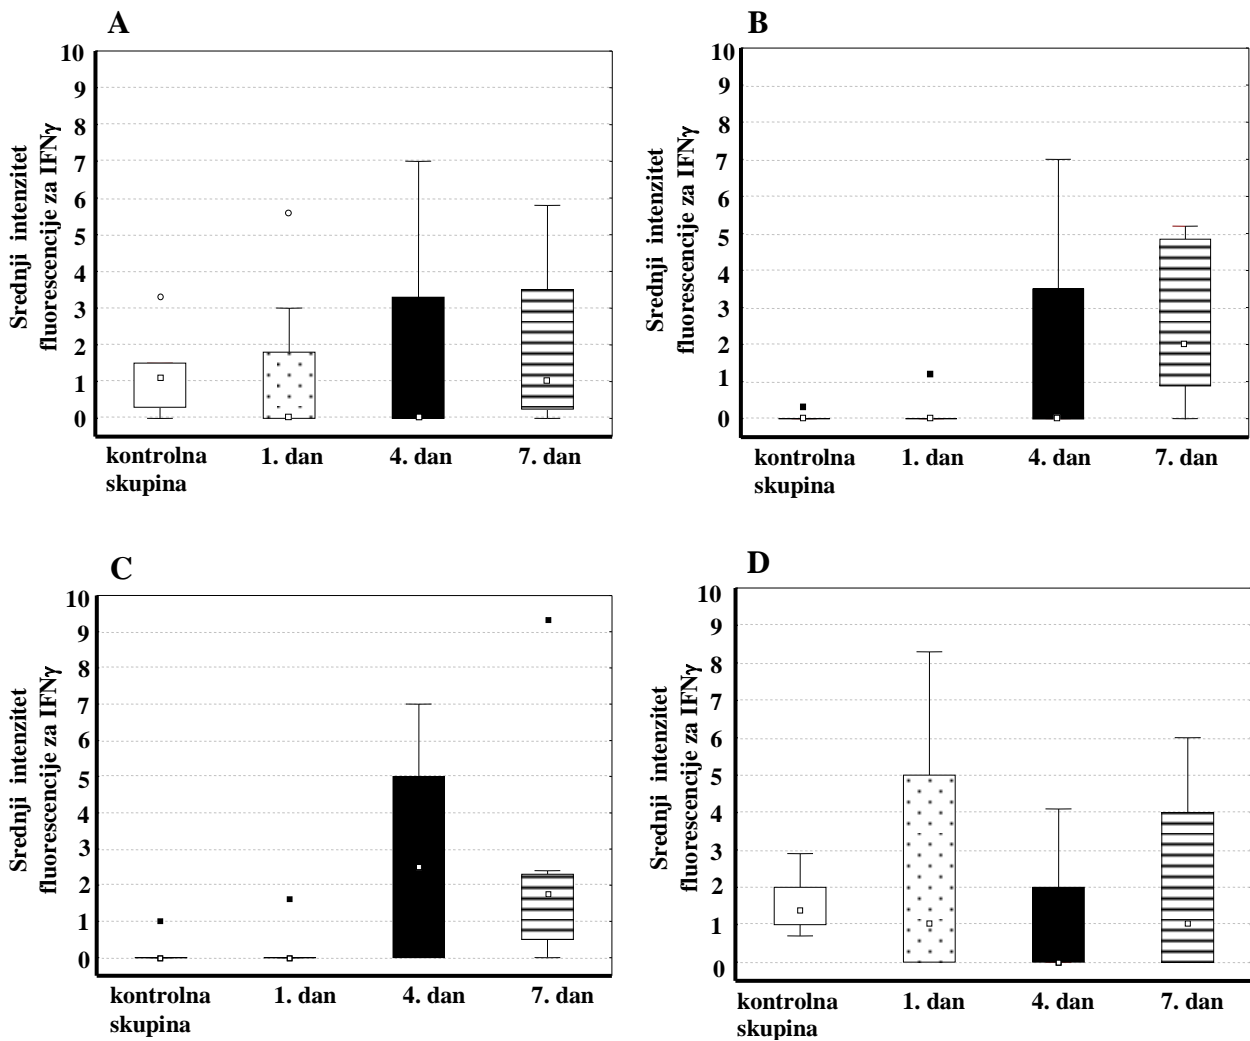 A
Srednji intenzitet
fluorescencije za IFNγ
10
9
8
7
6
5
4
3
2
1
0
kontrolna
skupina
1. dan
4. dan
7. dan
B
Srednji intenzitet
fluorescencije za IFNγ
10
9
8
7
6
5
4
3
2
1
0
kontrolna
skupina
1. dan
4. dan
7. dan
C
Srednji intenzitet
fluorescencije za IFNγ
10
9
8
7
6
5
4
3
2
1
0
kontrolna
skupina
1. dan
4. dan
7. dan
D
Srednji intenzitet
fluorescencije za IFNγ
10
9
8
7
6
5
4
3
2
1
0
kontrolna
skupina
1. dan
4. dan
7. dan